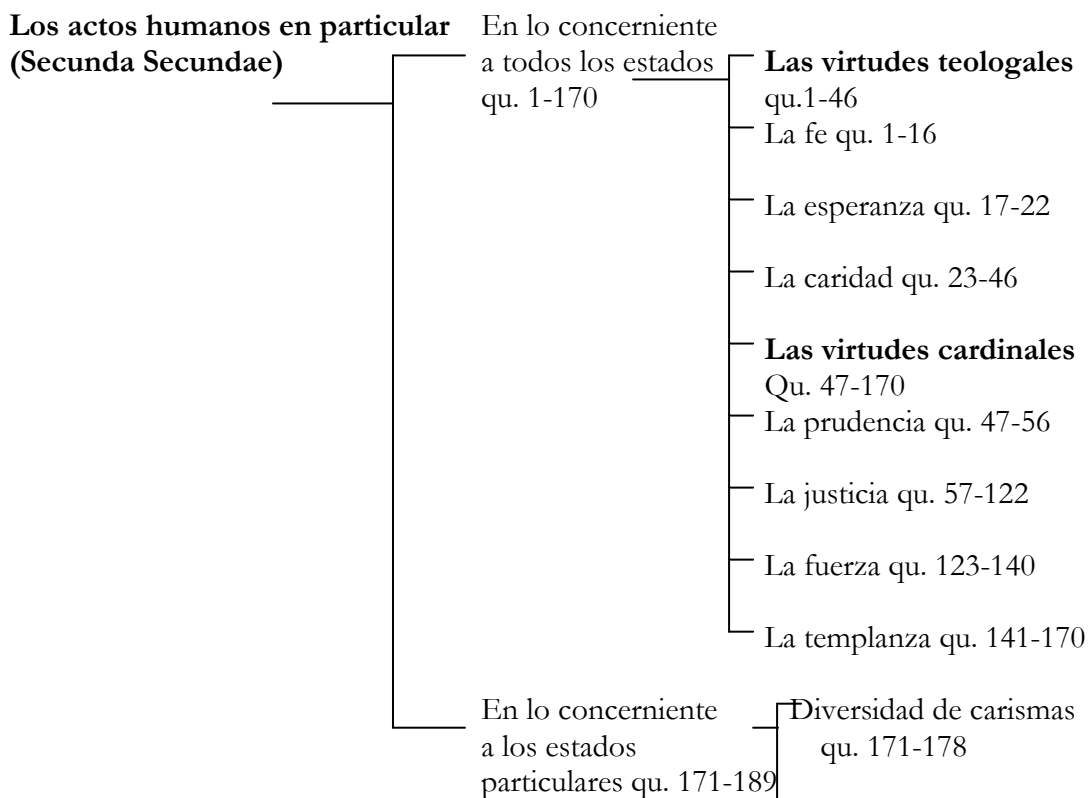 Los actos humanos en particular
(Secunda Secundae)
En lo concerniente
a todos los estados
qu. 1-170
Las virtudes teologales
qu.1-46
La fe qu. 1-16
La esperanza qu. 17-22
La caridad qu. 23-46
Las virtudes cardinales
Qu. 47-170
La prudencia qu. 47-56
La justicia qu. 57-122
La fuerza qu. 123-140
La templanza qu. 141-170
En lo concerniente
a los estados
particulares qu. 171-189
Diversidad de carismas
qu. 171-178